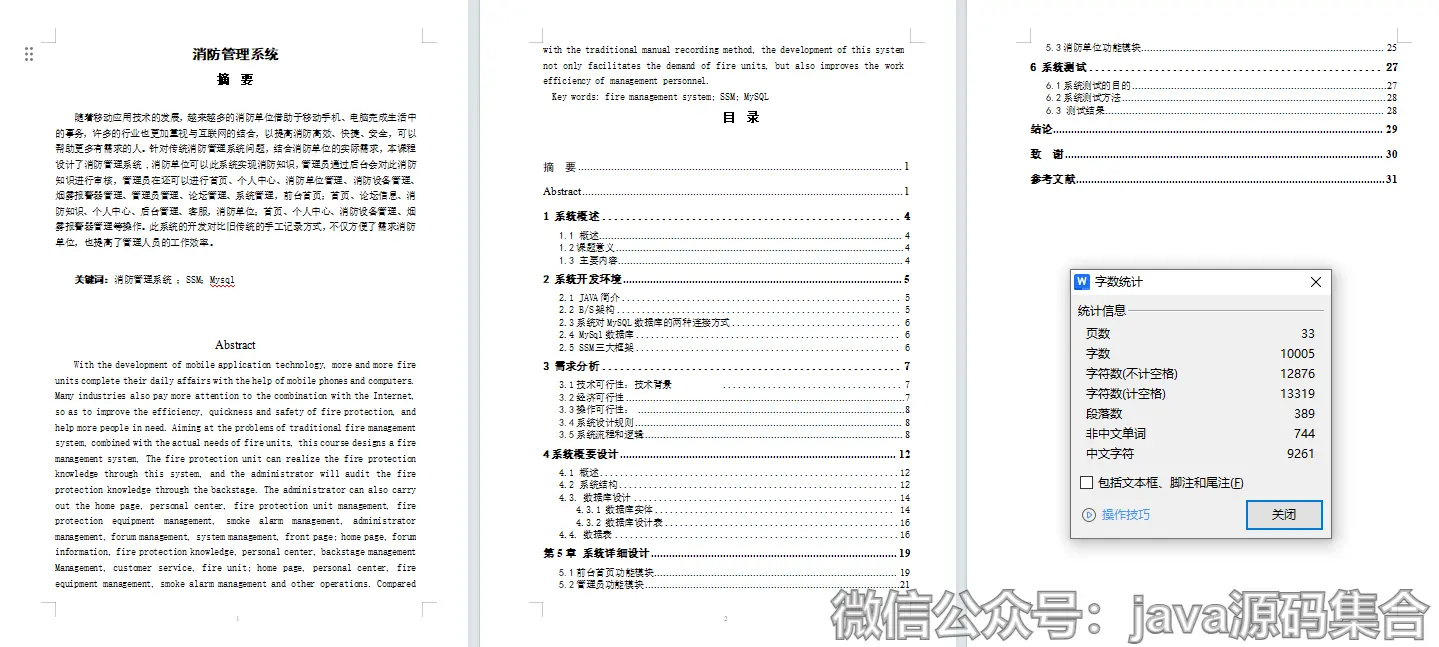 消防管理系统
摘 要
随着移动应用技术的发展，越来越多的消防单位借助于移动手机、电脑完成生活中
的事务，许多的行业也更加重视与互联网的结合，以提高消防高效、快捷、安全，可以
帮助更多有需求的人。针对传统消防管理系统问题，结合消防单位的实际需求，本课程
设计了消防管理系统，消防单位可以此系统实现消防知识，管理员通过后台会对此消防
知识进行审核，管理员在还可以进行首页、个人中心、消防单位管理、消防设备管理、
烟雾报警器管理、管理员管理、论坛管理、系统管理，前台首页；首页、论坛信息、消
防知识、个人中心、后台管理、客服，消防单位；首页、个人中心、消防设备管理、烟
雾报警器管理等操作。此系统的开发对比旧传统的手工记录方式，不仅方便了需求消防
单位，也提高了管理人员的工作效率。
关键词：消防管理系统 ；SSM；Mysql
Abstract
With the development of mobile application technology, more and more fire
units complete their daily affairs with the help of mobile phones and computers.
Many industries also pay more attention to the combination with the Internet,
so as to improve the efficiency, quickness and safety of fire protection, and
help more people in need. Aiming at the problems of traditional fire management
system, combined with the actual needs of fire units, this course designs a fire
management system, The fire protection unit can realize the fire protection
knowledge through this system, and the administrator will audit the fire
protection knowledge through the backstage. The administrator can also carry
out the home page, personal center, fire protection unit management, fire
protection equipment management, smoke alarm management, administrator
management, forum management, system management, front page; home page, forum
information, fire protection knowledge, personal center, backstage management
Management, customer service, fire unit; home page, personal center, fire
equipment management, smoke alarm management and other operations. Compared
1
with the traditional manual recording method, the development of this system
not only facilitates the demand of fire units, but also improves the work
efficiency of management personnel.
Key words: fire management system; SSM; MySQL
目 录
摘 要 1
Abstract 1
1 系统概述 4
1.1 概述 4
1.2课题意义 4
1.3 主要内容 4
2 系统开发环境 5
2.1 JAVA简介 5
2.2 B/S架构 5
2.3系统对MySQL数据库的两种连接方式 6
2.4 MySql数据库 6
2.5 SSM三大框架 6
3 需求分析 7
3.1技术可行性：技术背景 7
3.2经济可行性 7
3.3操作可行性： 8
3.4系统设计规则 8
3.5系统流程和逻辑 8
4系统概要设计 12
4.1 概述 12
4.2 系统结构 12
4.3. 数据库设计 14
4.3.1 数据库实体 14
4.3.2 数据库设计表 16
4.4. 数据表 16
第5章 系统详细设计 19
5.1前台首页功能模块 19
5.2管理员功能模块 21
2
5.3消防单位功能模块 25
6 系统测试 27
6.1系统测试的目的 27
6.2系统测试方法 28
6.3 测试结果 28
结论 29
致 谢 30
参考文献 31
字数统计
统计信息
页数 33
字数 10005
字符数(不计空格) 12876
字符数(计空格) 13319
段落数 389
非中文单词 744
中文字符 9261
包括文本框、脚注和尾注(F)
操作技巧
关闭
微信公众号：java源码集合